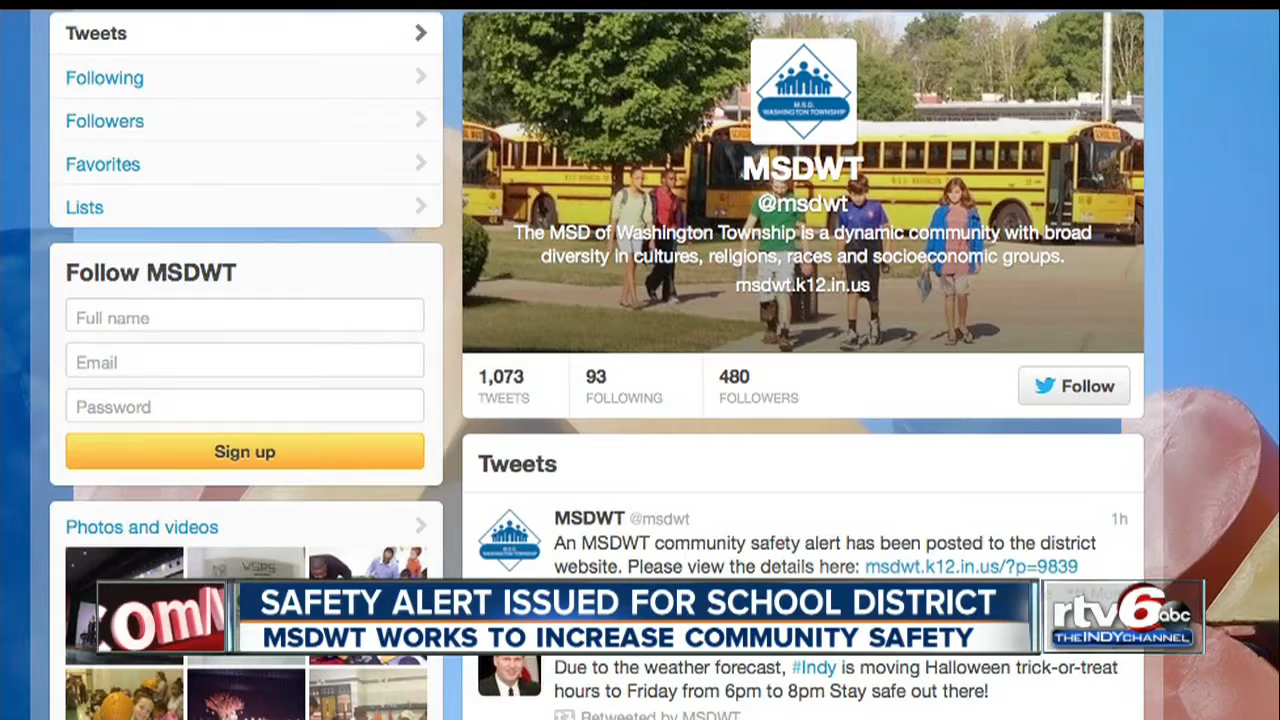 Tweets
Following
Followers
Favorites
Lists
Follow MSDWT
Full name
Email
Password
Sign up
Photos and videos
WSPS
M.S.D.
WASHINGTON TOWNSHIP
MSDWT
@msdwt
The MSD of Washington Township is a dynamic community with broad
diversity in cultures, religions, races and socioeconomic groups.
msdwt.k12.in.us
1,073
TWEETS
93
FOLLOWING
480
FOLLOWERS
Follow
Tweets
MSDWT @msdwt 1h
An MSDWT community safety alert has been posted to the district
website. Please view the details here: msdwt.k12.in.us/?p=9839
Due to the weather forecast, #Indy is moving Halloween trick-or-treat
hours to Friday from 6pm to 8pm Stay safe out there!
Retweeted by MSDWT
.com/
SAFETY ALERT ISSUED FOR SCHOOL DISTRICT
MSDWT WORKS TO INCREASE COMMUNITY SAFETY
rtv6 abc
THE INDY CHANNEL